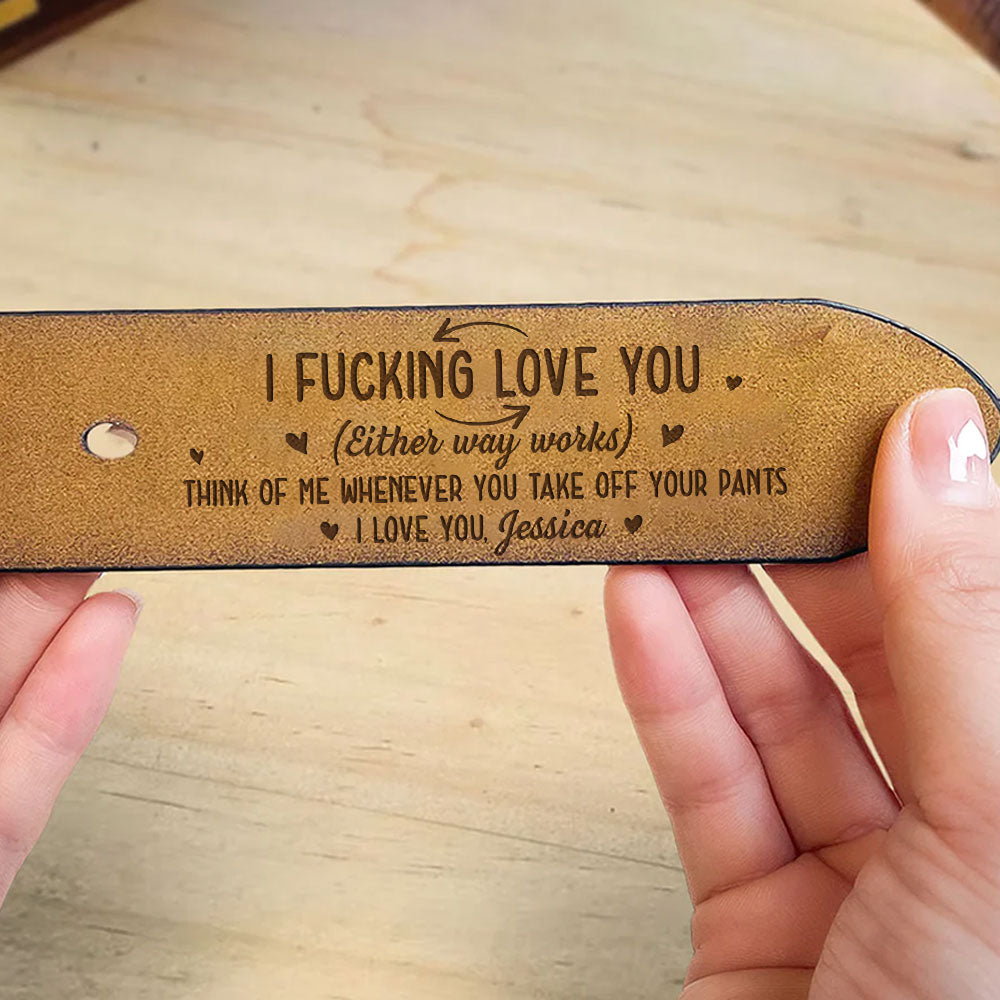 I FUCKING LOVE YOU
(Either way works)
THINK OF ME WHENEVER YOU TAKE OFF YOUR PANTS
I LOVE YOU, Jessica